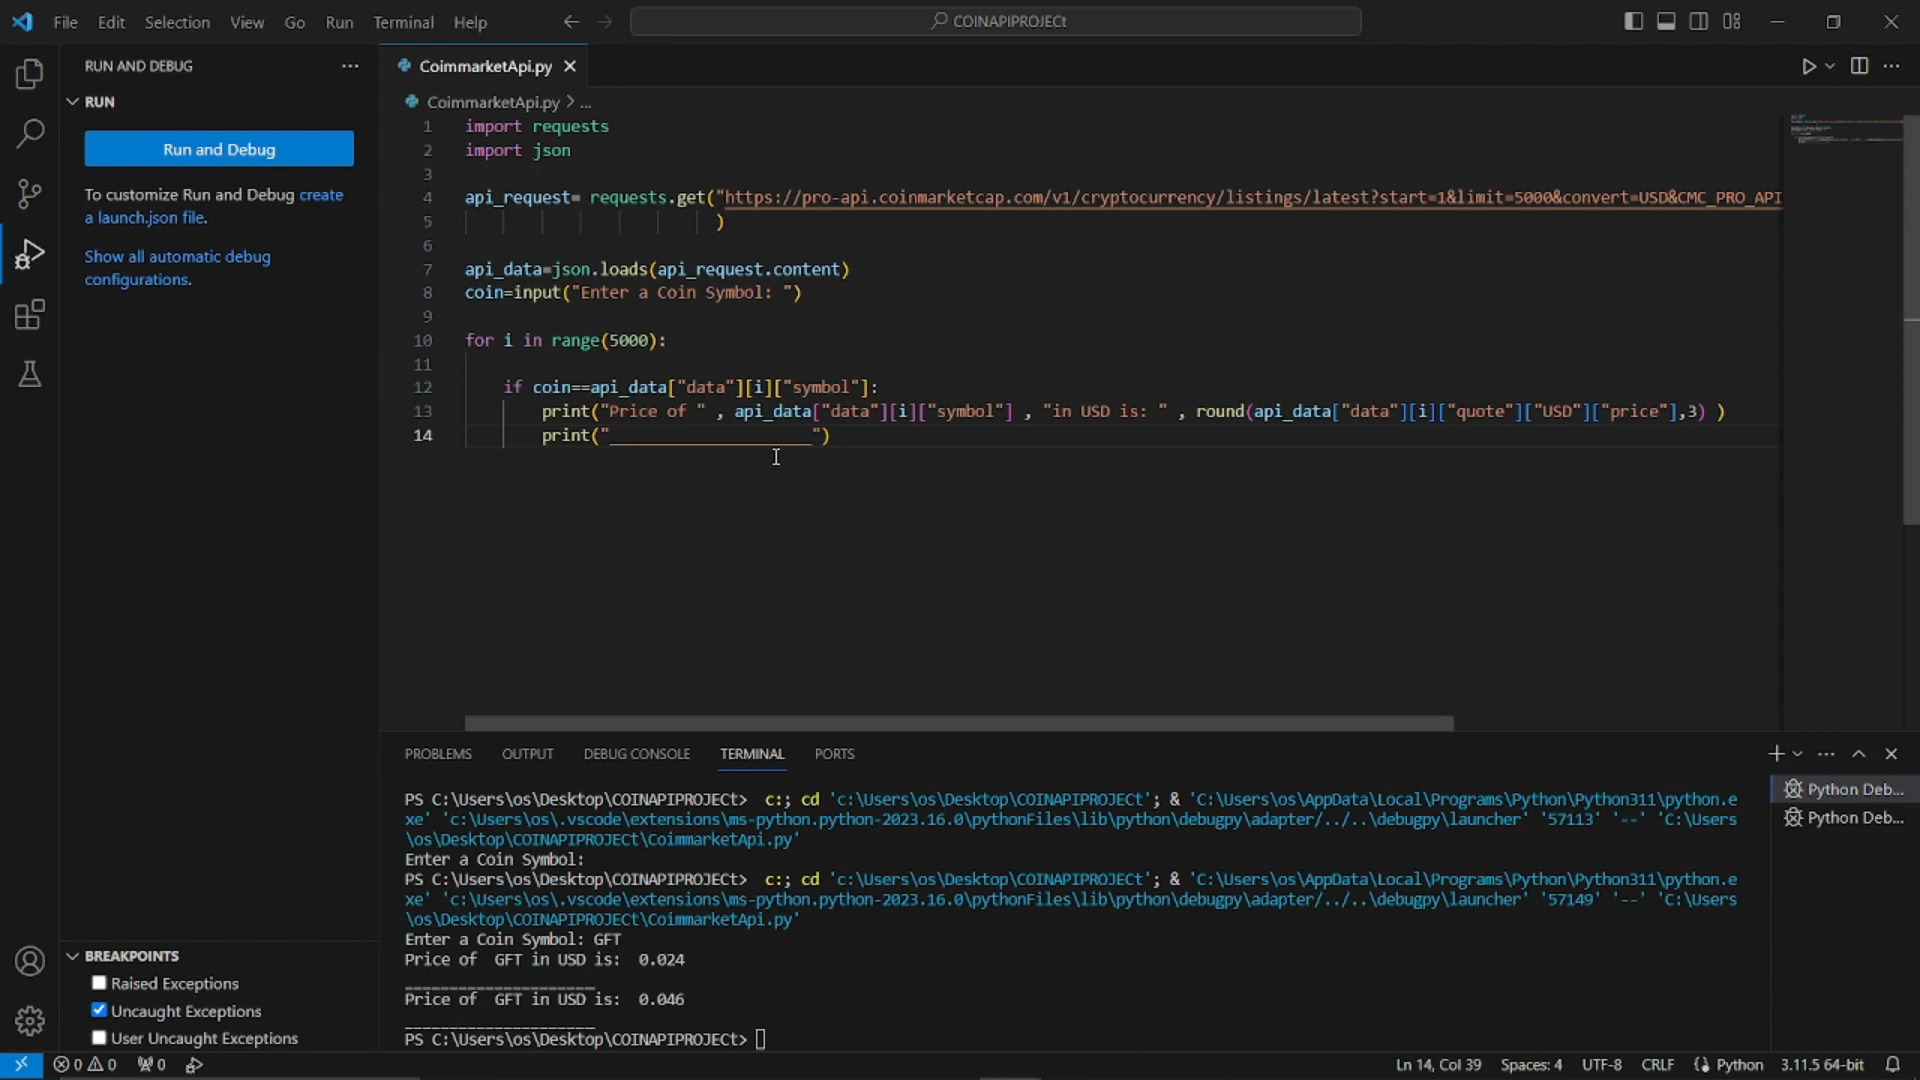 File Edit Selection View Go Run Terminal Help
COINAPIPROJECt
RUN AND DEBUG
RUN
Run and Debug
To customize Run and Debug create
a launch.json file.
Show all automatic debug
configurations.
BREAKPOINTS
Raised Exceptions
Uncaught Exceptions
User Uncaught Exceptions
CoimmarketApi.py
CoimmarketApi.py > ...
1 import requests
2 import json
3
4 api_request= requests.get("https://pro-api.coinmarketcap.com/v1/cryptocurrency/listings/latest?start=1&limit=5000&convert=USD&CMC_PRO_API
5 )
6
7 api_data=json.loads(api_request.content)
8 coin=input("Enter a Coin Symbol: ")
9
10 for i in range(5000):
11
12 if coin==api_data["data"][i]["symbol"]:
13 print("Price of " , api_data["data"][i]["symbol"] , "in USD is: " , round(api_data["data"][i]["quote"]["USD"]["price"],3) )
14 print("_____________________")
PROBLEMS OUTPUT DEBUG CONSOLE TERMINAL PORTS
PS C:\Users\os\Desktop\COINAPIPROJECt> c:; cd 'c:\Users\os\Desktop\COINAPIPROJECt'; & 'C:\Users\os\AppData\Local\Programs\Python\Python311\python.e
xe' 'c:\Users\os\.vscode\extensions\ms-python.python-2023.16.0\pythonFiles\lib\python\debugpy\adapter/../..\debugpy\launcher' '57113' '--' 'C:\Users
\os\Desktop\COINAPIPROJECt\CoimmarketApi.py'
Enter a Coin Symbol:
PS C:\Users\os\Desktop\COINAPIPROJECt> c:; cd 'c:\Users\os\Desktop\COINAPIPROJECt'; & 'C:\Users\os\AppData\Local\Programs\Python\Python311\python.e
xe' 'c:\Users\os\.vscode\extensions\ms-python.python-2023.16.0\pythonFiles\lib\python\debugpy\adapter/../..\debugpy\launcher' '57149' '--' 'C:\Users
\os\Desktop\COINAPIPROJECt\CoimmarketApi.py'
Enter a Coin Symbol: GFT
Price of  GFT in USD is:  0.024
_____________________
Price of  GFT in USD is:  0.046
_____________________
PS C:\Users\os\Desktop\COINAPIPROJECt>
Python Deb...
Python Deb...
0 0 0
Ln 14, Col 39 Spaces: 4 UTF-8 CRLF Python 3.11.5 64-bit